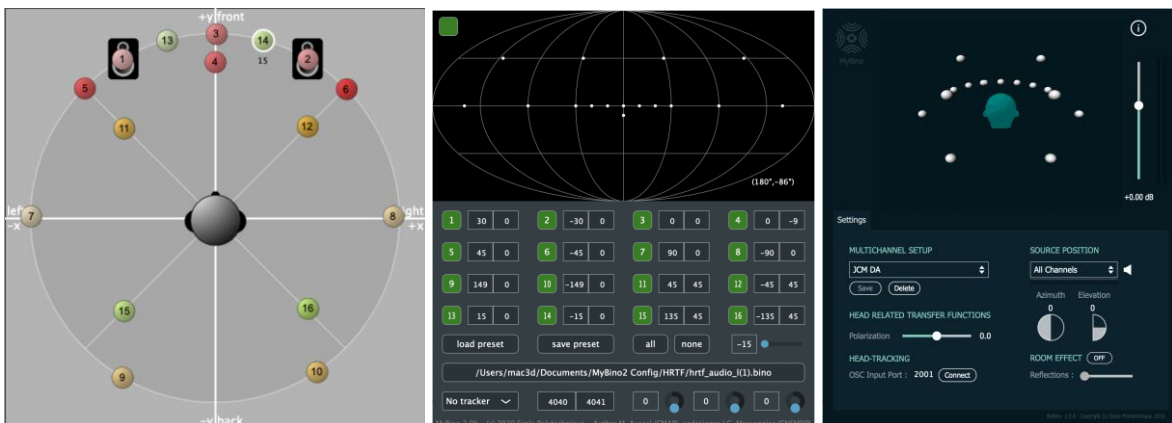 +y front
13
3
14
15
1
4
2
5
6
11
12
left
-x
7
8
right
+x
15
16
9
10
-y back
(180°,-86°)
1 30 0 2 -30 0 3 0 0 4 0 -9
5 45 0 6 -45 0 7 90 0 8 -90 0
9 149 0 10 -149 0 11 45 45 12 -45 45
13 15 0 14 -15 0 15 135 45 16 -135 45
load preset save preset all none -15
/Users/mac3d/Documents/MyBino2 Config/HRTF/hrtf_audio_l(1).bino
No tracker 4040 4041 0 0 0
MyBino
i
+0.00 dB
Settings
MULTICHANNEL SETUP
JCM DA
Save Delete
HEAD RELATED TRANSFER FUNCTIONS
Polarization 0.0
HEAD-TRACKING
OSC Input Port : 2001 Connect
SOURCE POSITION
All Channels
Azimuth Elevation
0 0
ROOM EFFECT OFF
Reflections :